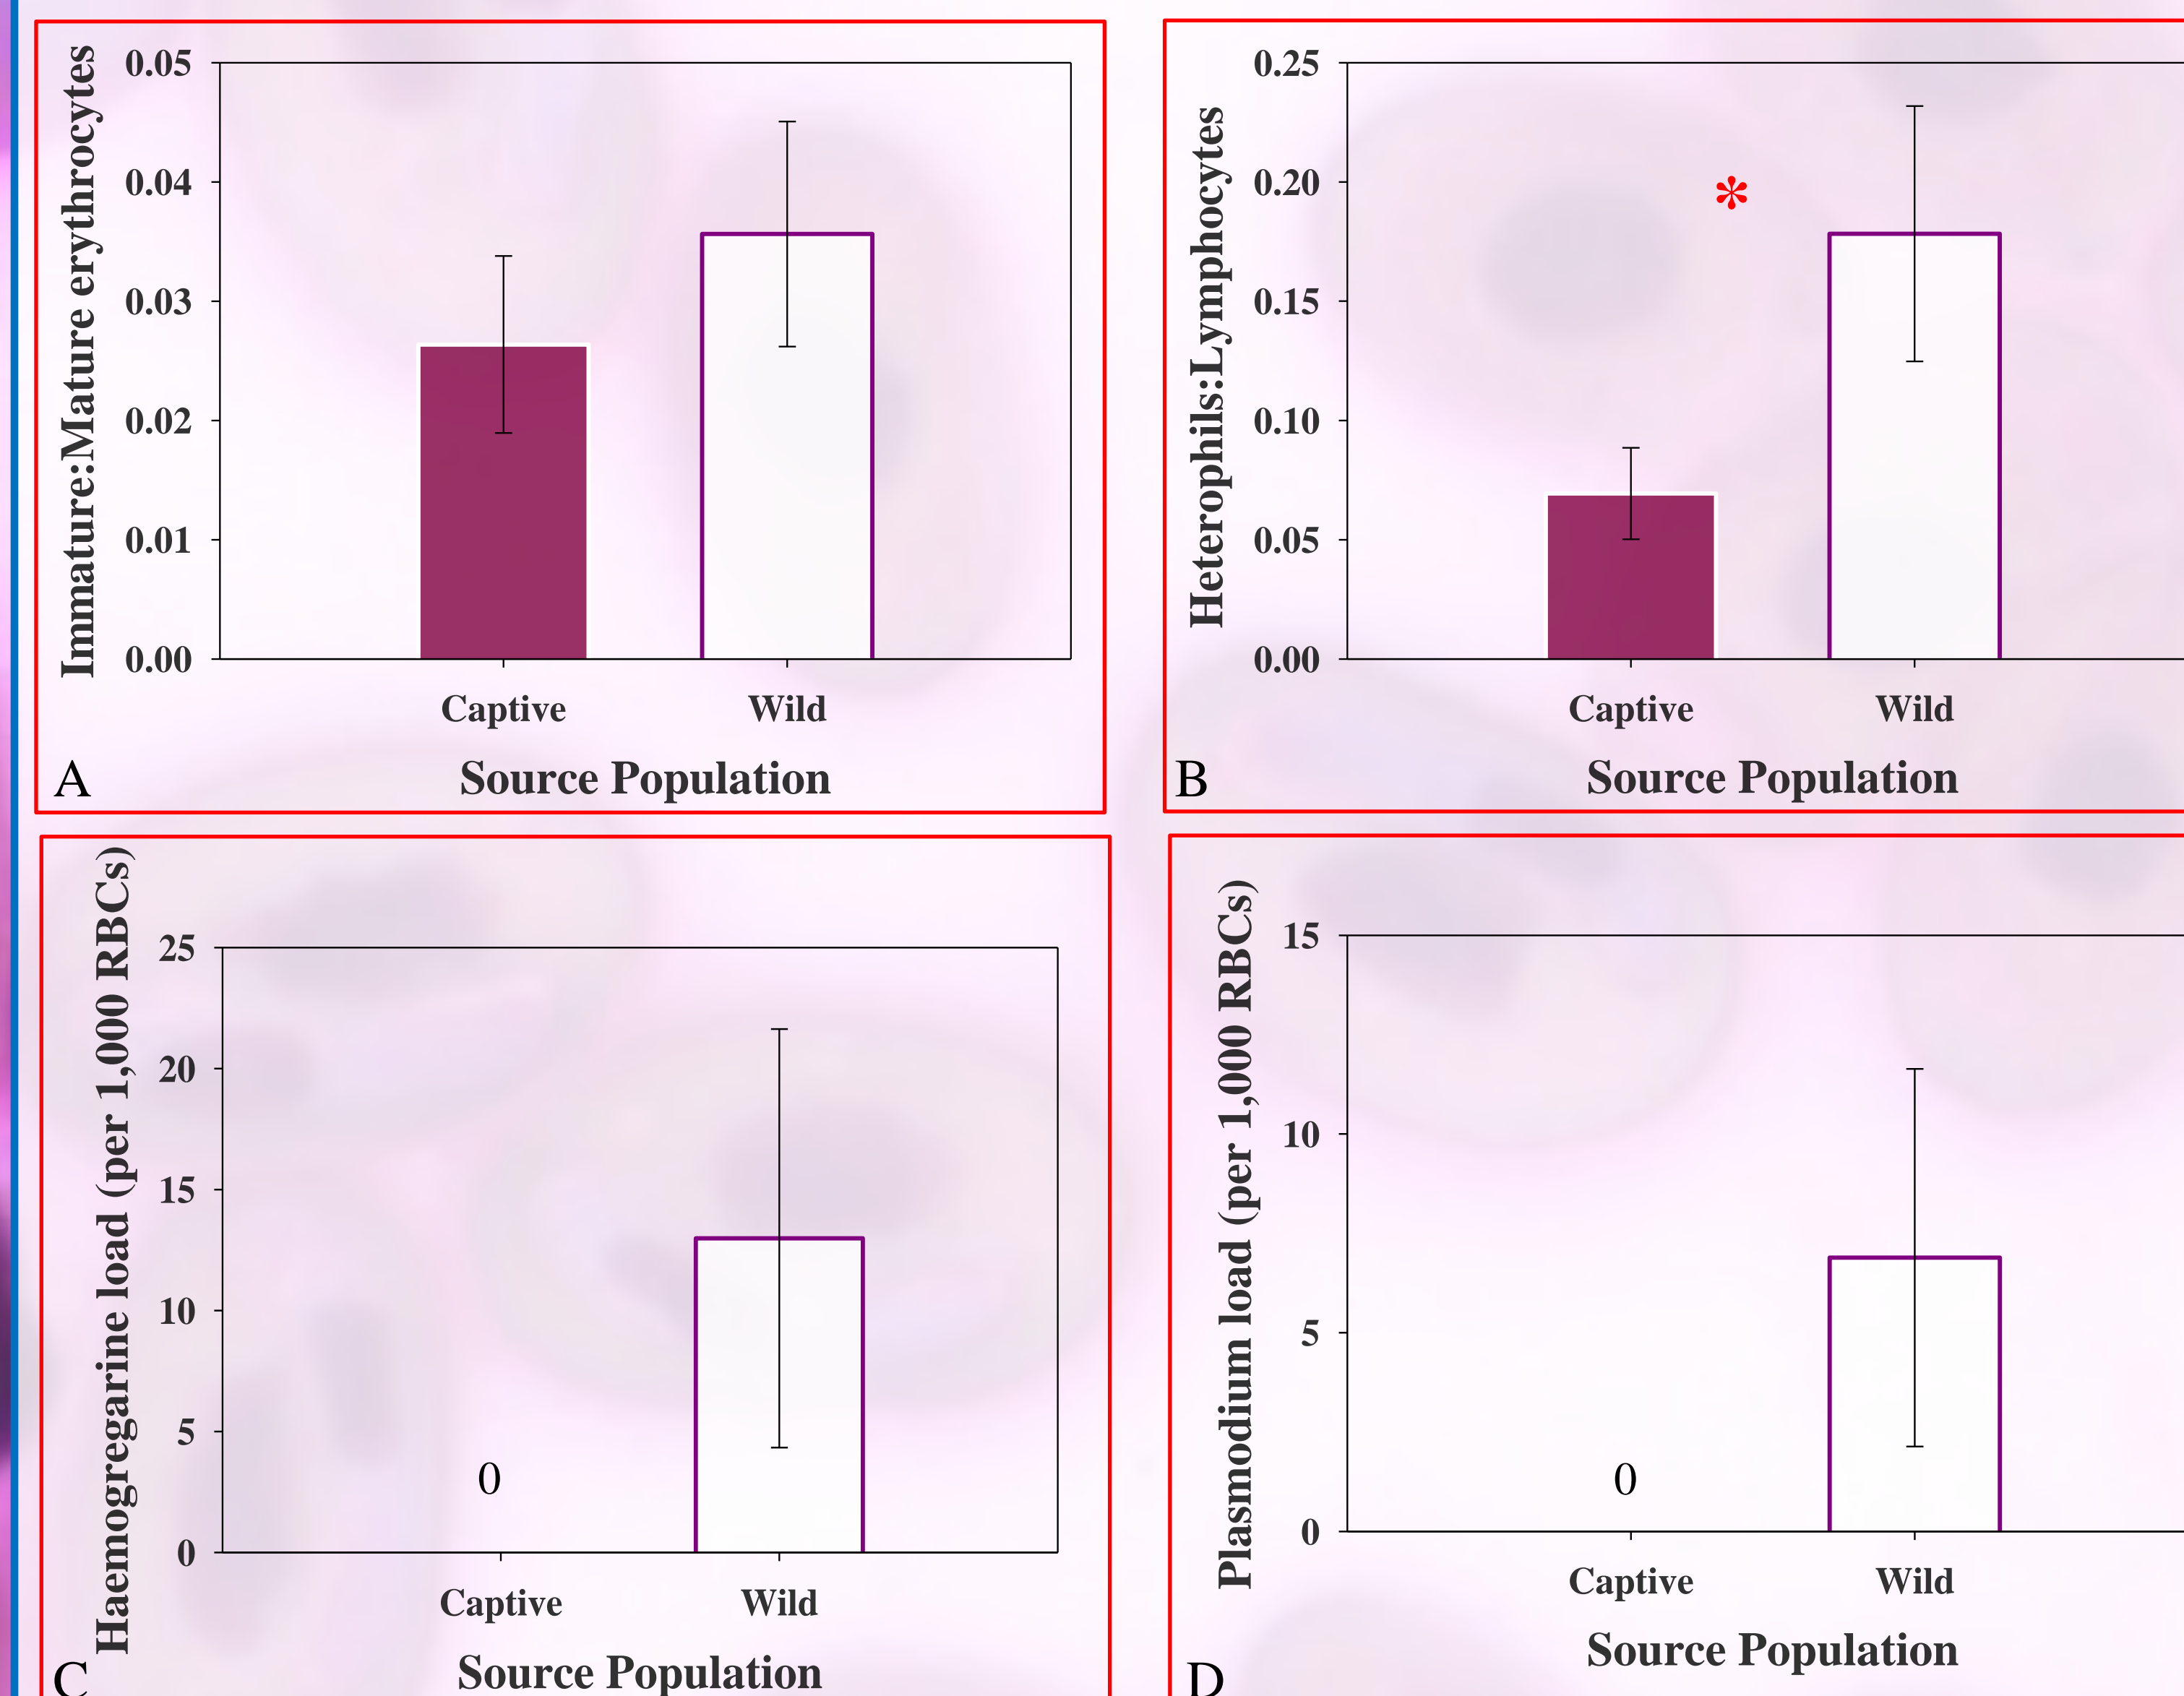 Immature:Mature erythrocytes
0.05
0.04
0.03
0.02
0.01
0.00
Captive
Wild
Source Population
A
Heterophils:Lymphocytes
0.25
0.20
0.15
0.10
0.05
0.00
*
Captive
Wild
Source Population
B
Haemogregarine load (per 1,000 RBCs)
25
20
15
10
5
0
0
Captive
Wild
Source Population
C
Plasmodium load (per 1,000 RBCs)
15
10
5
0
0
Captive
Wild
Source Population
D